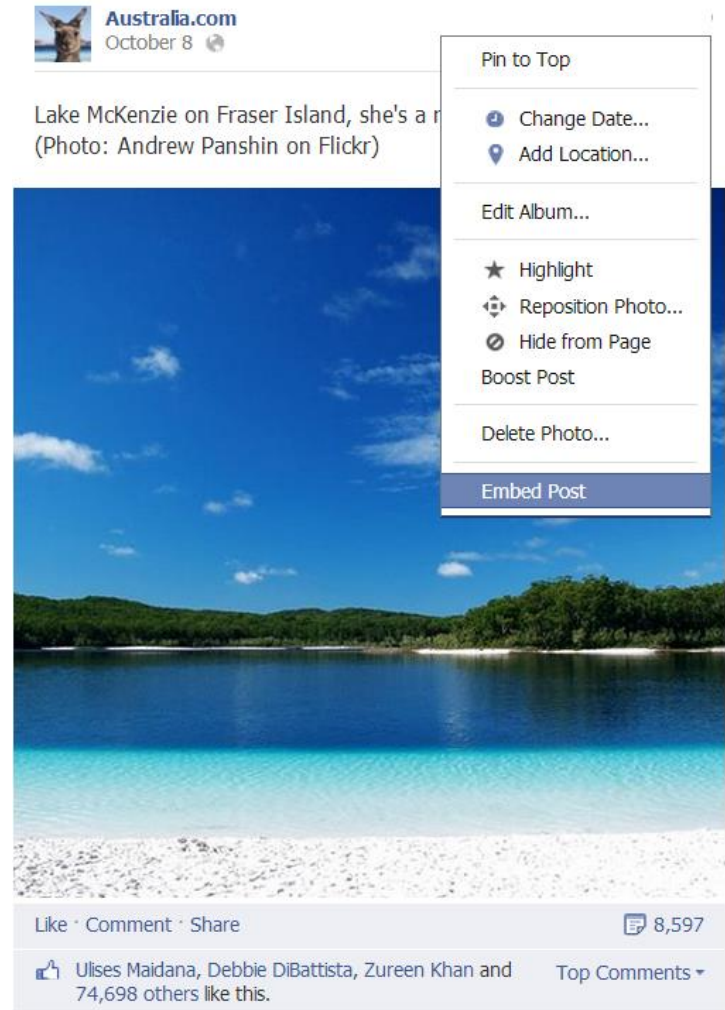 Australia.com
October 8
Lake McKenzie on Fraser Island, she's a
(Photo: Andrew Panshin on Flickr)
Pin to Top
Change Date...
Add Location...
Edit Album...
Highlight
Reposition Photo...
Hide from Page
Boost Post
Delete Photo...
Embed Post
Like · Comment · Share
8,597
Ulises Maidana, Debbie DiBattista, Zureen Khan and
74,698 others like this.
Top Comments